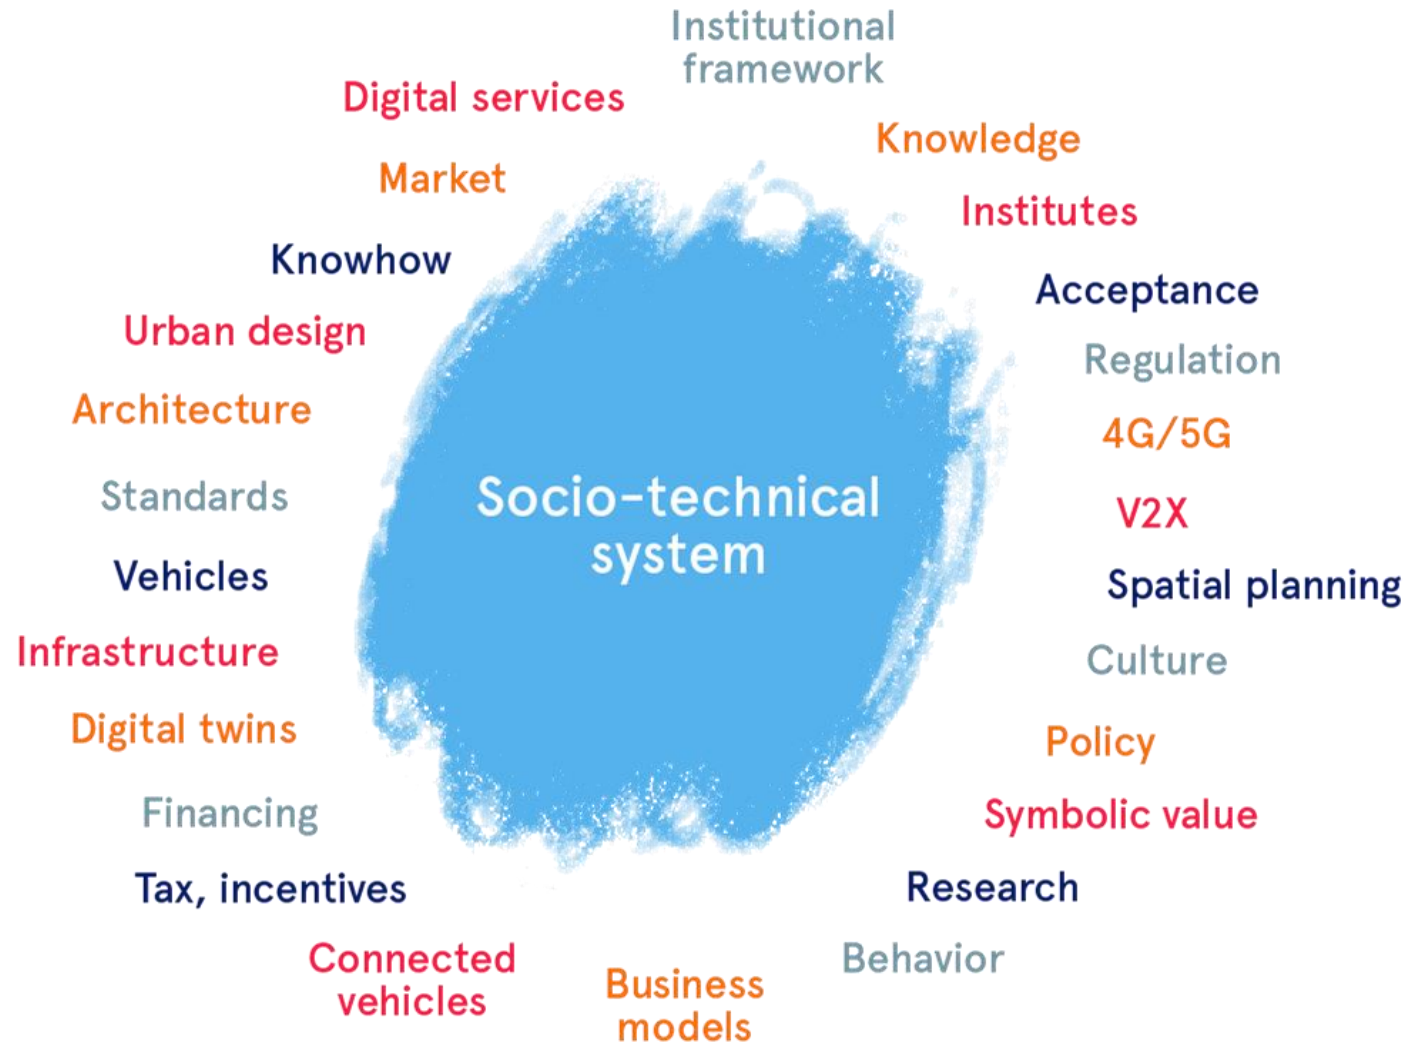 Institutional
framework
Digital services
Knowledge
Market
Institutes
Knowhow
Acceptance
Urban design
Regulation
Architecture
4G/5G
Standards
Socio-technical
system
V2X
Vehicles
Spatial planning
Infrastructure
Culture
Digital twins
Policy
Financing
Symbolic value
Tax, incentives
Research
Connected
vehicles
Behavior
Business
models